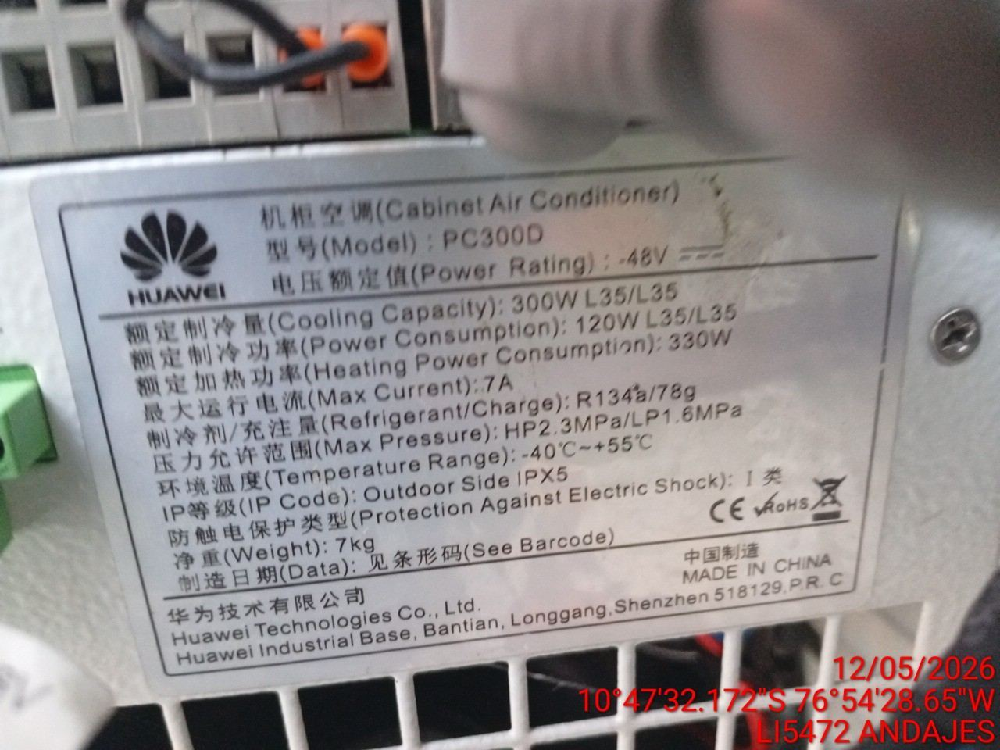 机柜空调(Cabinet Air Conditioner)
型号(Model) : PC300D
电压额定值(Power Rating) : -48V
HUAWEI
额定制冷量(Cooling Capacity): 300W L35/L35
额定制冷功率(Power Consumption): 120W L35/L35
额定加热功率(Heating Power Consumption): 330W
最大运行电流(Max Current): 7A
制冷剂/充注量(Refrigerant/Charge): R134a/78g
压力允许范围(Max Pressure): HP2.3MPa/LP1.6MPa
环境温度(Temperature Range): -40℃~+55℃
IP等级(IP Code): Outdoor Side IPX5
防触电保护类型(Protection Against Electric Shock): I 类
净重(Weight): 7kg
CE RoHS
制造日期(Data): 见条形码(See Barcode)
中国制造
MADE IN CHINA
华为技术有限公司
Huawei Technologies Co., Ltd.
Huawei Industrial Base, Bantian, Longgang, Shenzhen 518129, P.R. C
12/05/2026
10°47'32.172"S 76°54'28.65"W
LI5472 ANDAJES